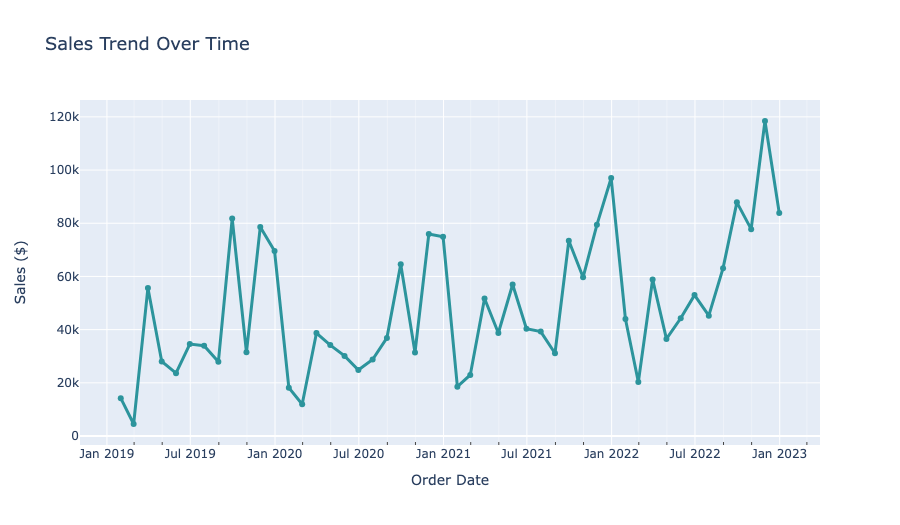 Sales Trend Over Time
120k
100k
80k
60k
40k
20k
0
Sales ($)
Jan 2019 Jul 2019 Jan 2020 Jul 2020 Jan 2021 Jul 2021 Jan 2022 Jul 2022 Jan 2023
Order Date